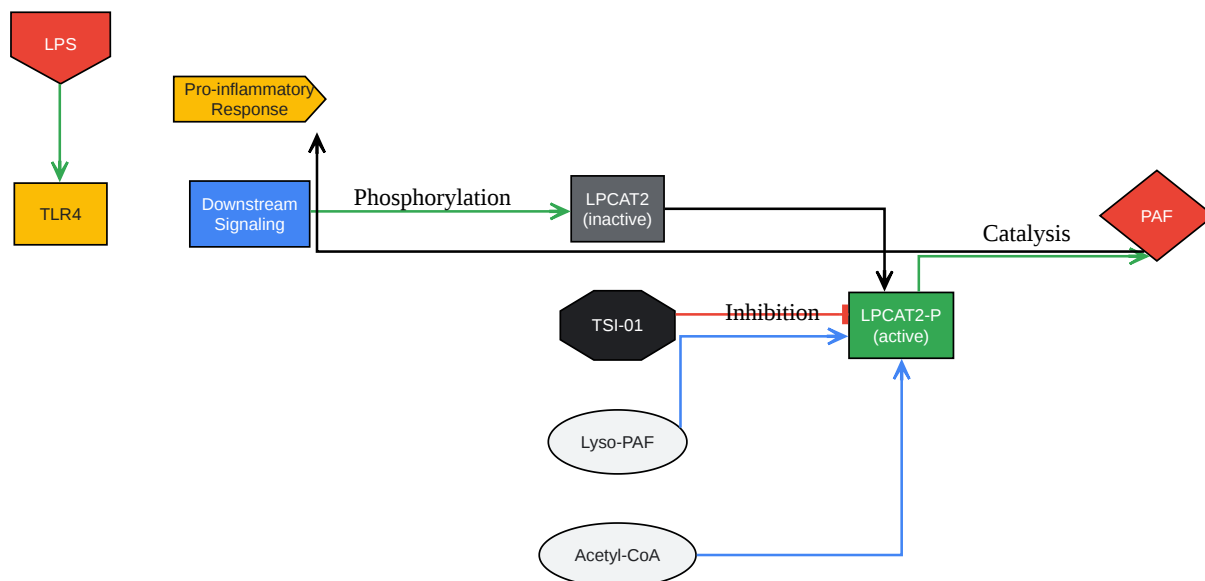 LPS
Pro-inflammatory
Response
TLR4
Downstream
Signaling
Phosphorylation
LPCAT2
(inactive)
PAF
Catalysis
TSI-01
Inhibition
LPCAT2-P
(active)
Lyso-PAF
Acetyl-CoA